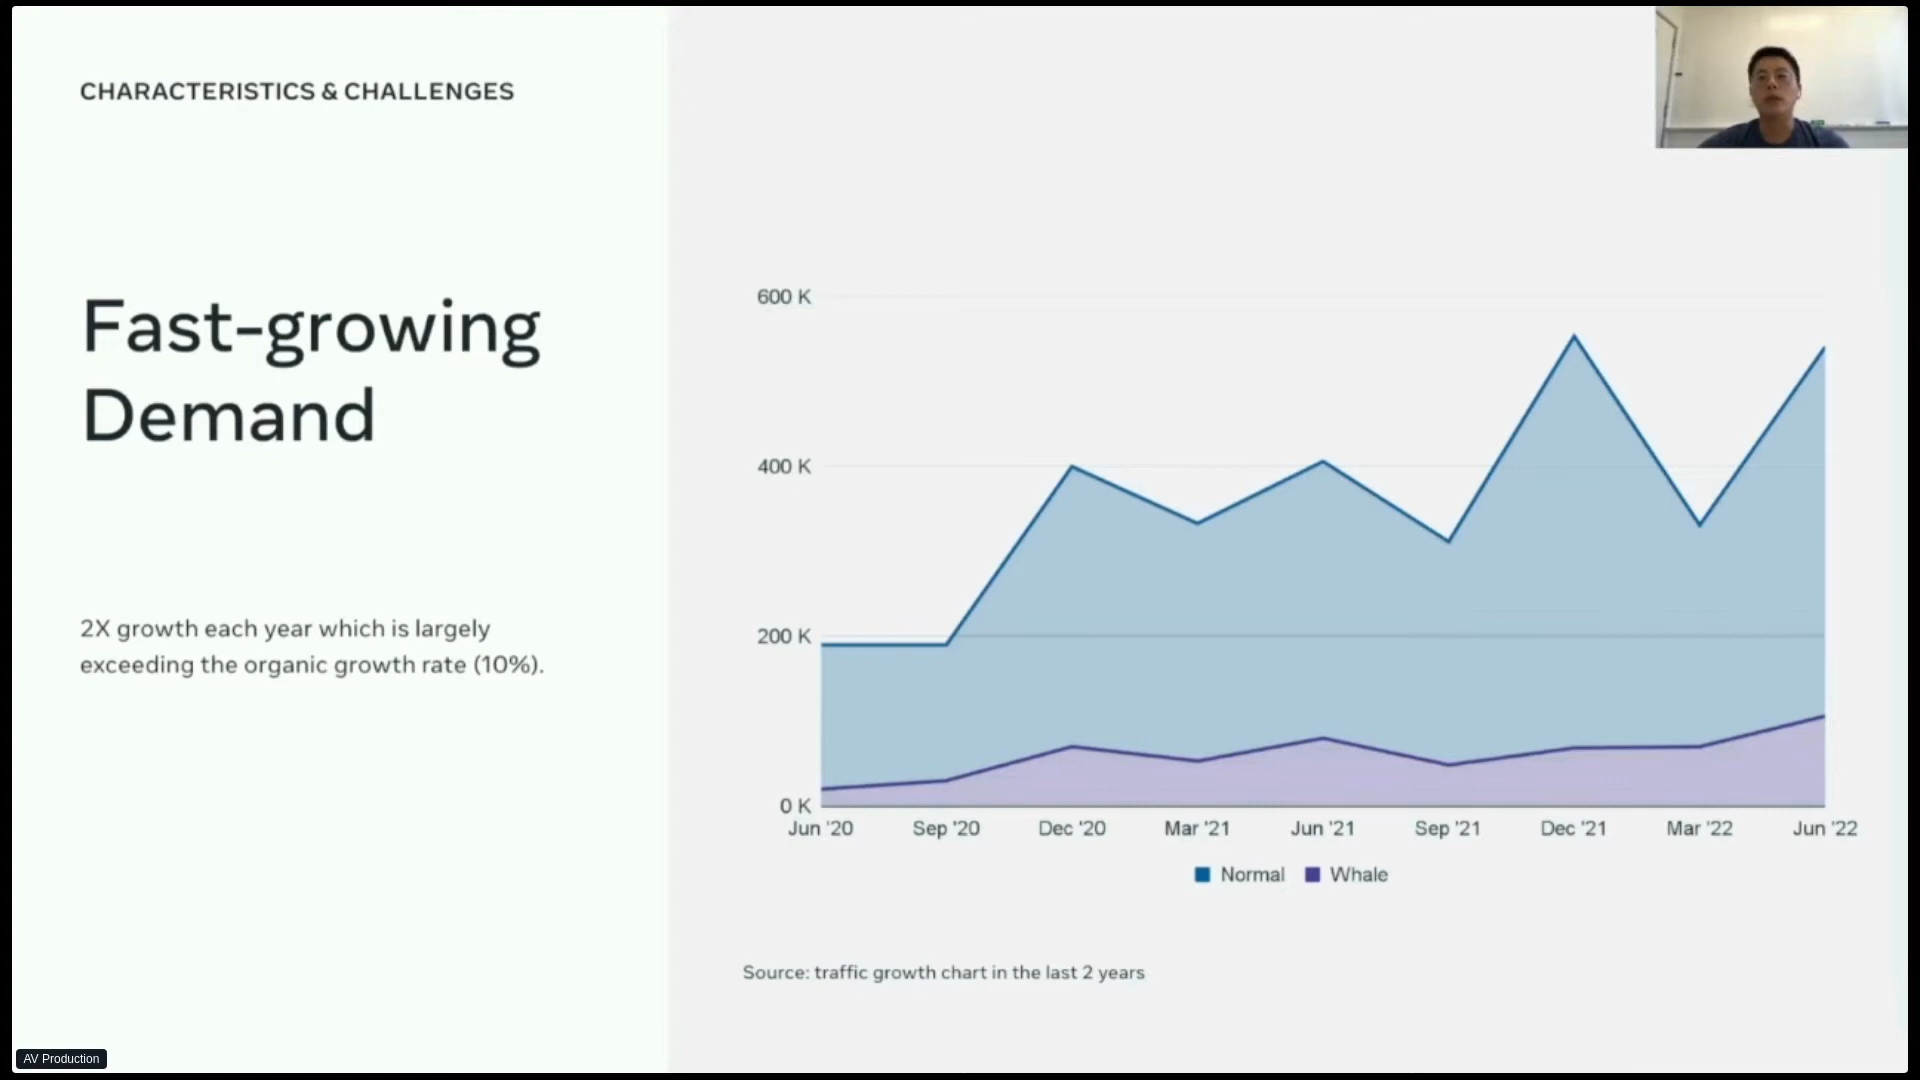 CHARACTERISTICS & CHALLENGES
Fast-growing
Demand
2X growth each year which is largely
exceeding the organic growth rate (10%).
600 K
400 K
200 K
0 K
Jun '20 Sep '20 Dec '20 Mar '21 Jun '21 Sep '21 Dec '21 Mar '22 Jun '22
Normal Whale
Source: traffic growth chart in the last 2 years
AV Production